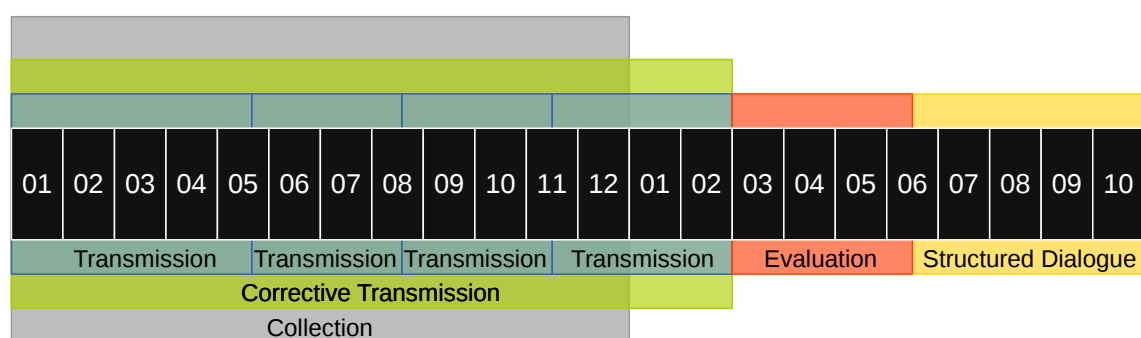 01 02 03 04 05 06 07 08 09 10 11 12 01 02 03 04 05 06 07 08 09 10
Transmission Transmission Transmission Transmission Evaluation Structured Dialogue
Corrective Transmission
Collection